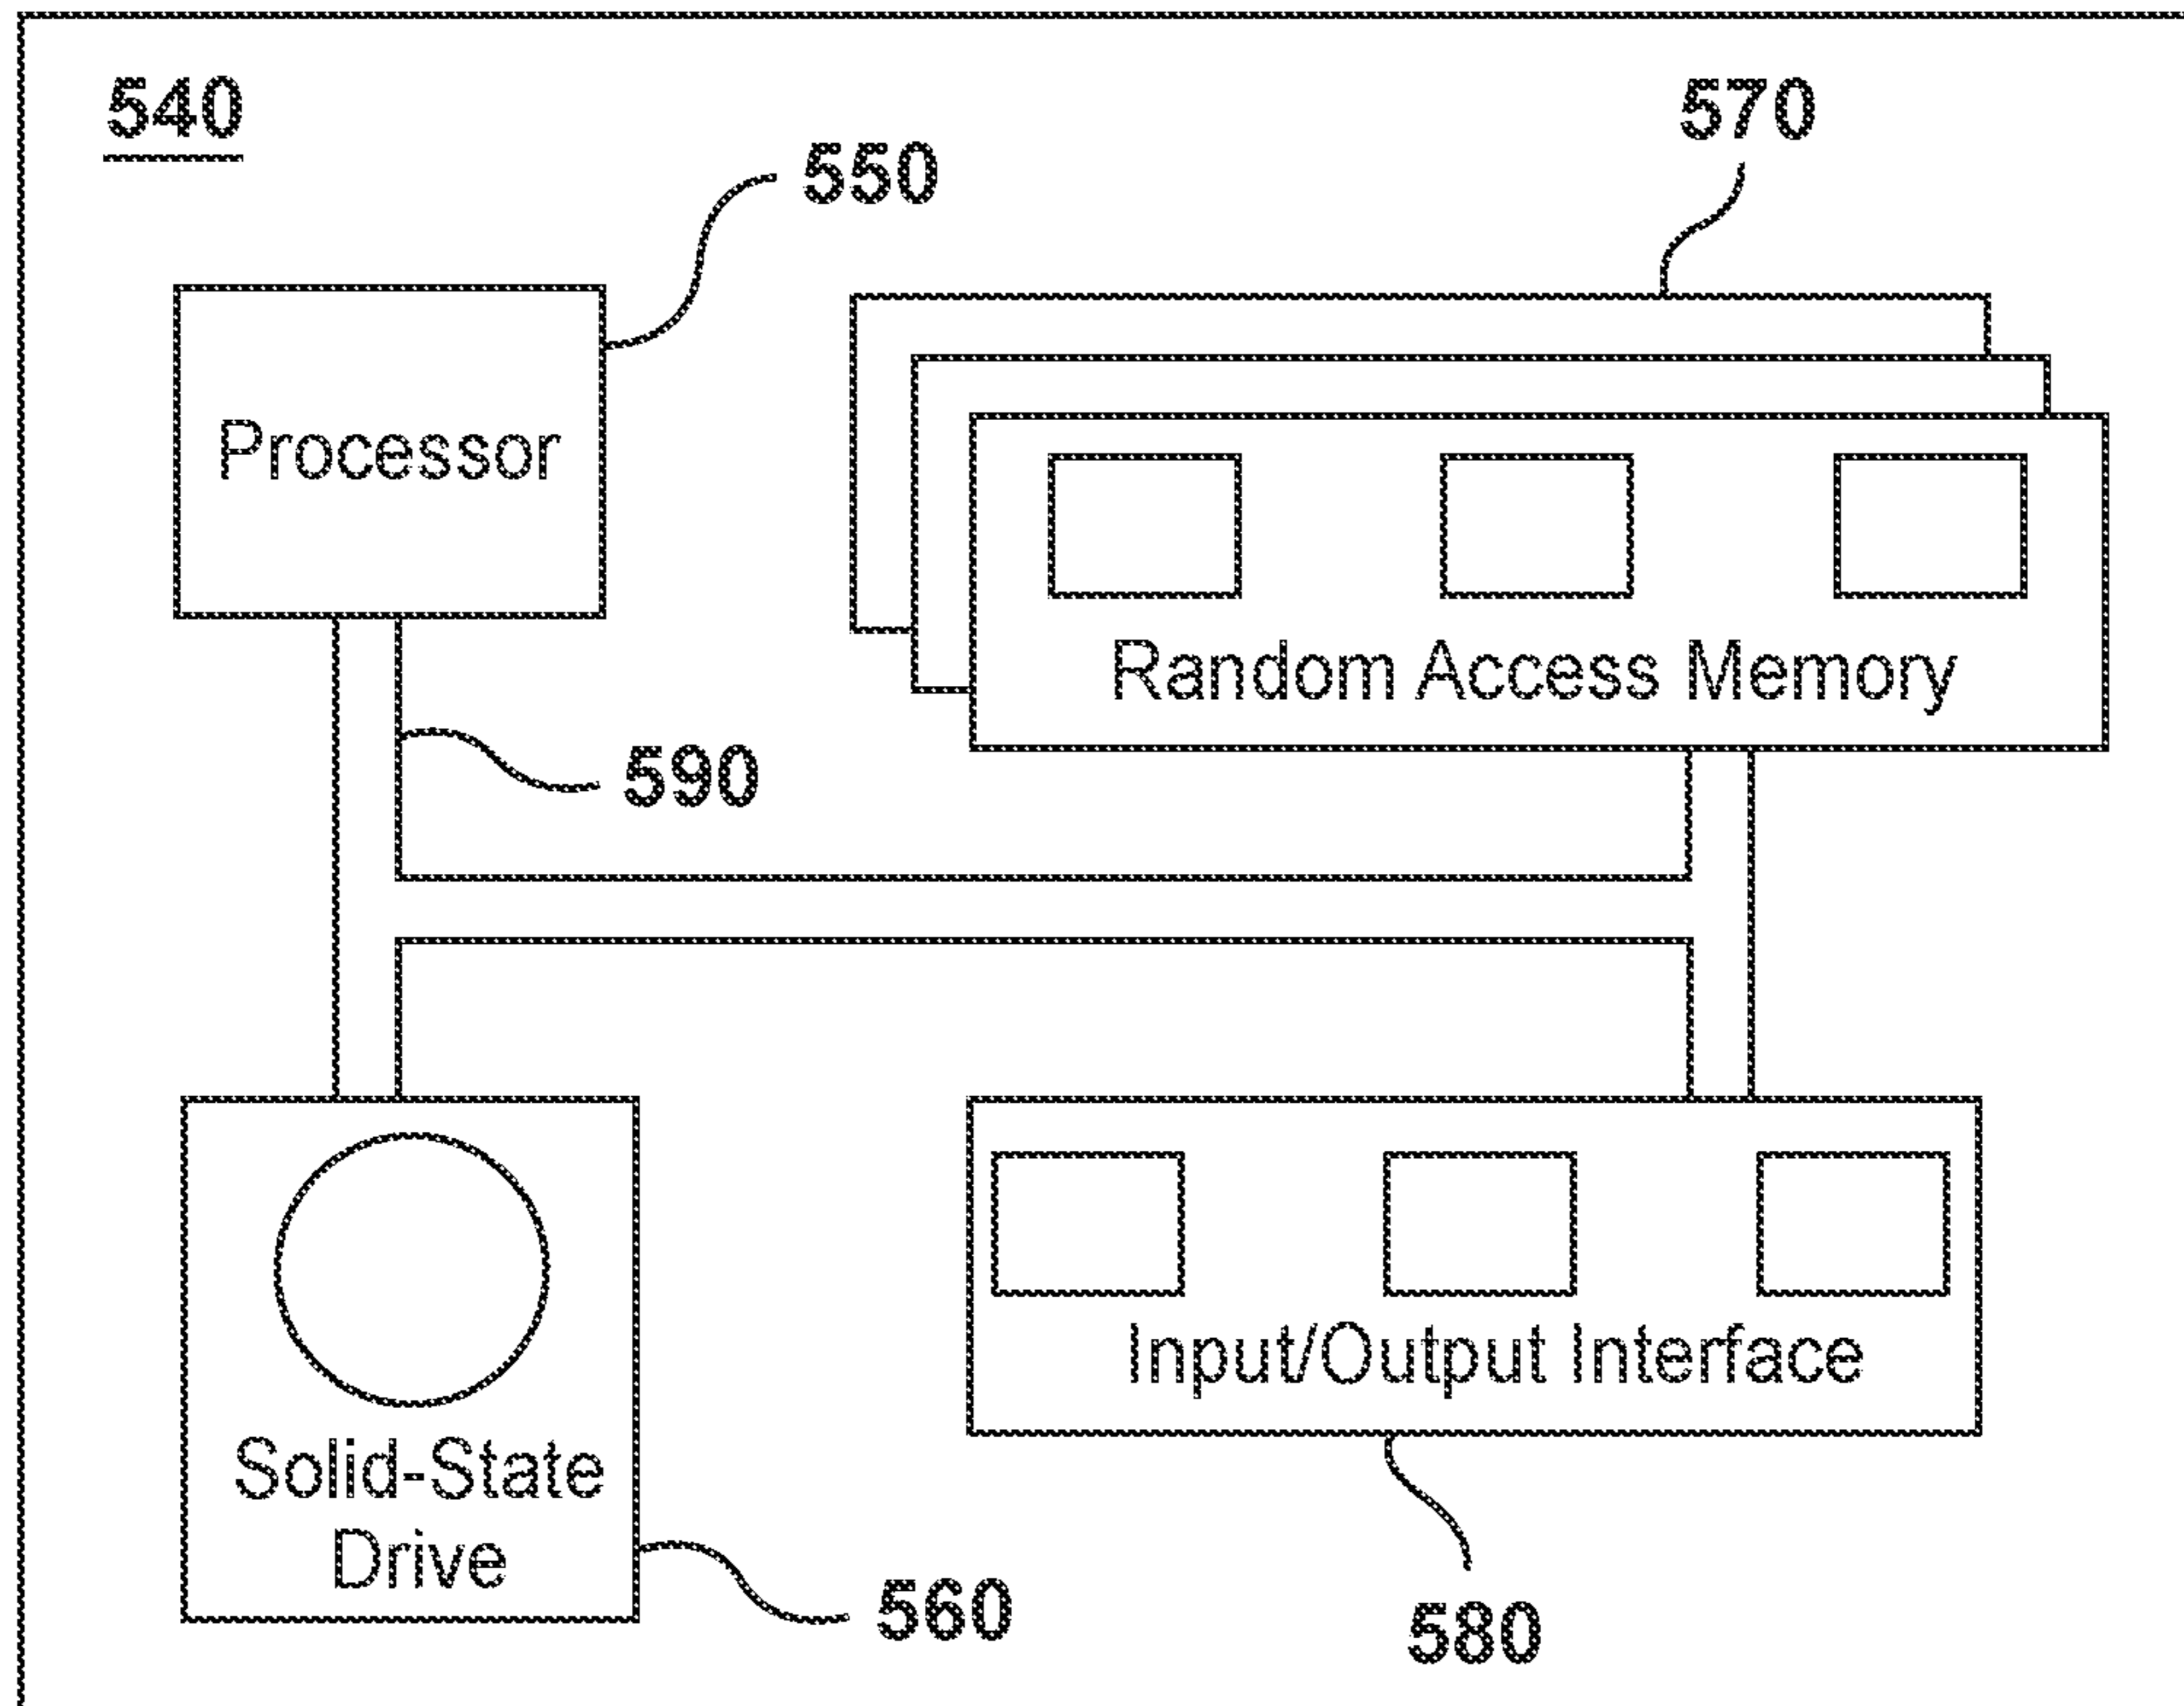 540
570
550
Processor
Random Access Memory
590
Solid-State
Drive
Input/Output Interface
560
580